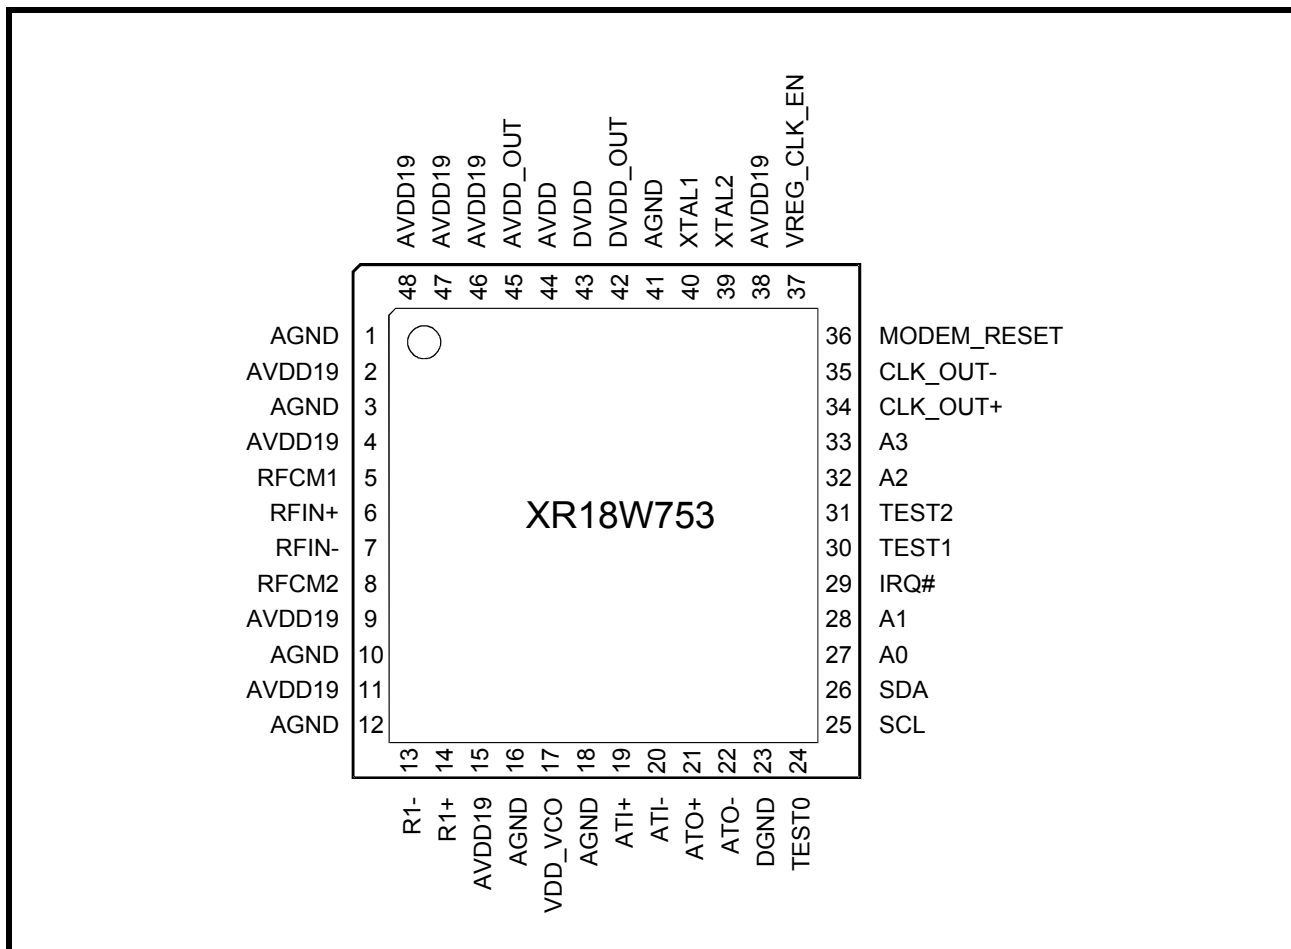 AVDD19
AVDD19
AVDD19
AVDD_OUT
AVDD
DVDD
DVDD_OUT
AGND
XTAL1
XTAL2
AVDD19
VREG_CLK_EN
48 47 46 45 44 43 42 41 40 39 38 37
AGND 1
AVDD19 2
AGND 3
AVDD19 4
RFCM1 5
RFIN+ 6
RFIN- 7
RFCM2 8
AVDD19 9
AGND 10
AVDD19 11
AGND 12
XR18W753
36 MODEM_RESET
35 CLK_OUT-
34 CLK_OUT+
33 A3
32 A2
31 TEST2
30 TEST1
29 IRQ#
28 A1
27 A0
26 SDA
25 SCL
13 14 15 16 17 18 19 20 21 22 23 24
R1-
R1+
AVDD19
AGND
VDD_VCO
AGND
ATI+
ATI-
ATO+
ATO-
DGND
TEST0